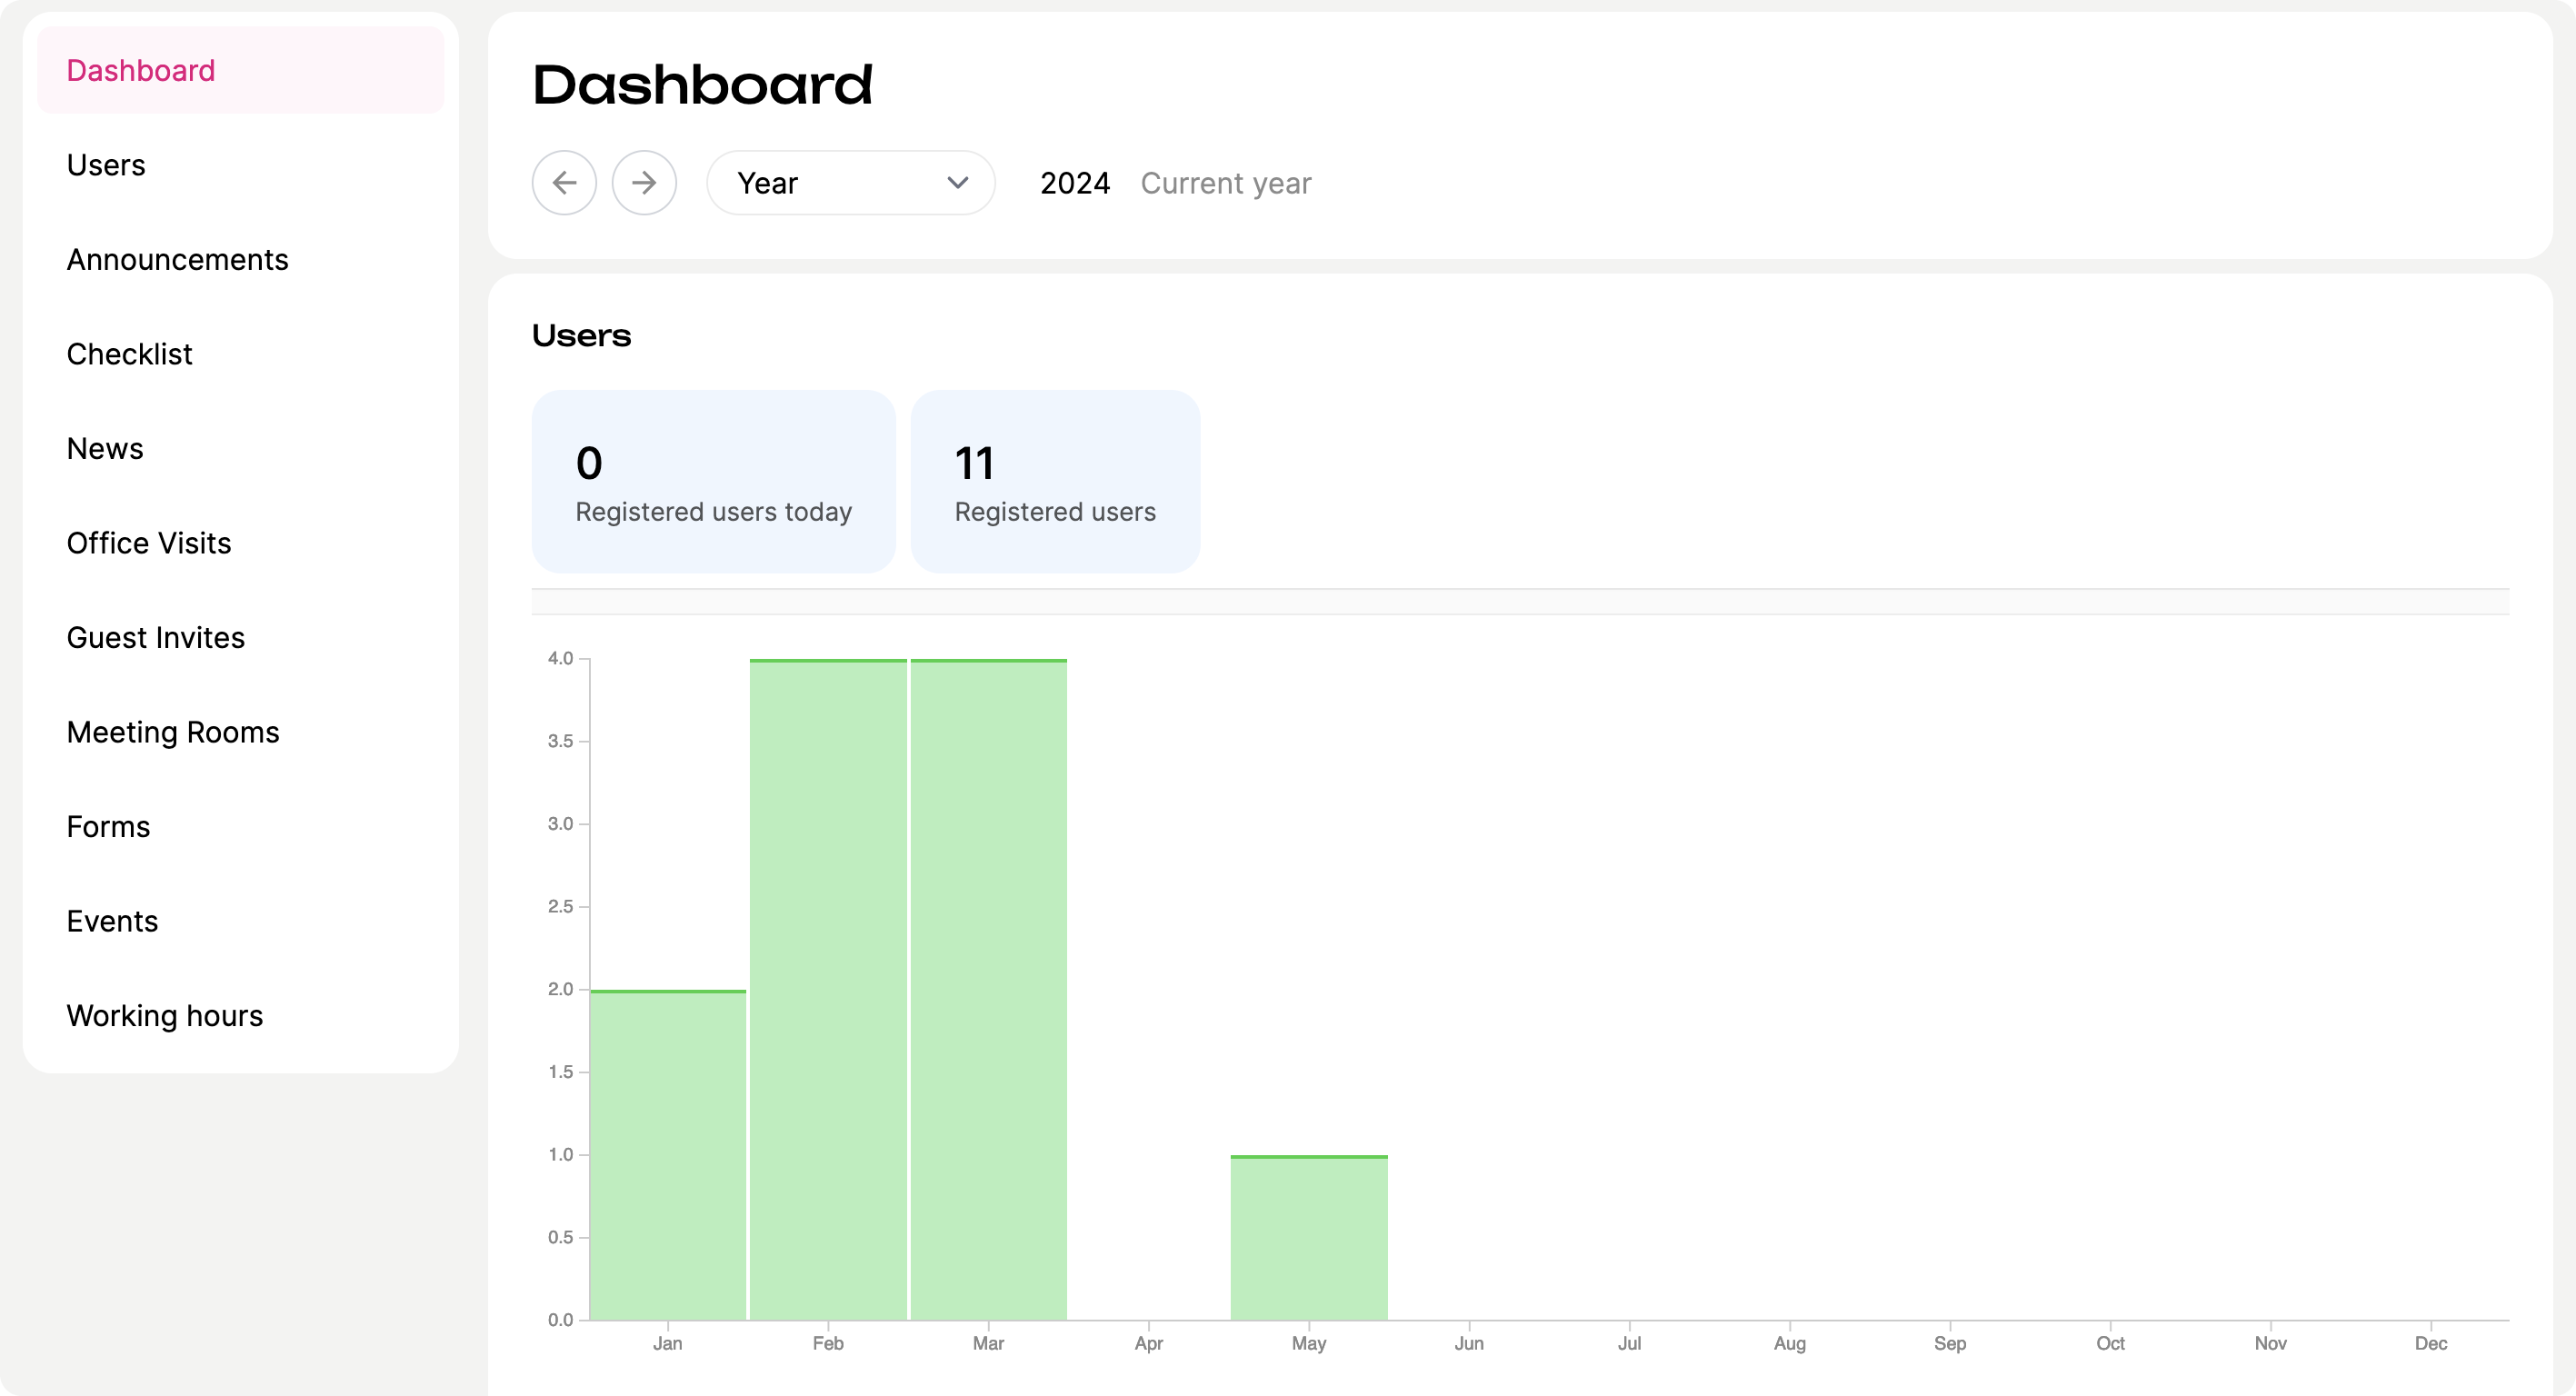 Dashboard
Users
Announcements
Checklist
News
Office Visits
Guest Invites
Meeting Rooms
Forms
Events
Working hours
Dashboard
Year 2024 Current year
Users
0
Registered users today
11
Registered users
4.0
3.5
3.0
2.5
2.0
1.5
1.0
0.5
0.0
Jan Feb Mar Apr May Jun Jul Aug Sep Oct Nov Dec